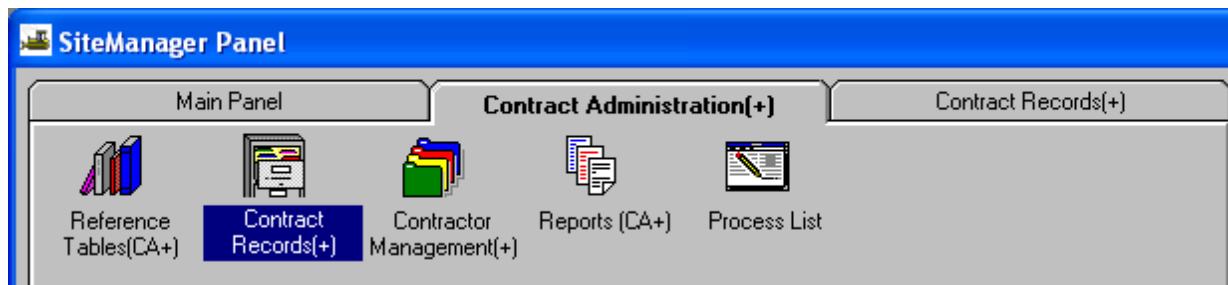 SiteManager Panel
Main Panel
Contract Administration(+)
Contract Records(+)
Reference
Tables(CA+)
Contract
Records(+)
Contractor
Management(+)
Reports (CA+)
Process List